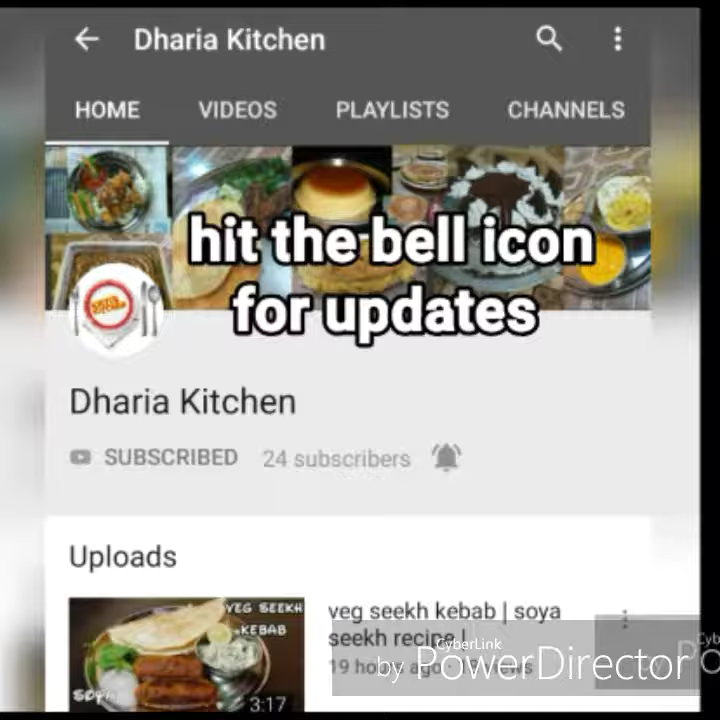 Dharia Kitchen
HOME VIDEOS PLAYLISTS CHANNELS
hit the bell icon
for updates
Dharia Kitchen
SUBSCRIBED 24 subscribers
Uploads
VEG SEEKH
KEBAB
3:17
veg seekh kebab | soya
seekh recipe |
19 hours ago
CyberLink
by PowerDirector